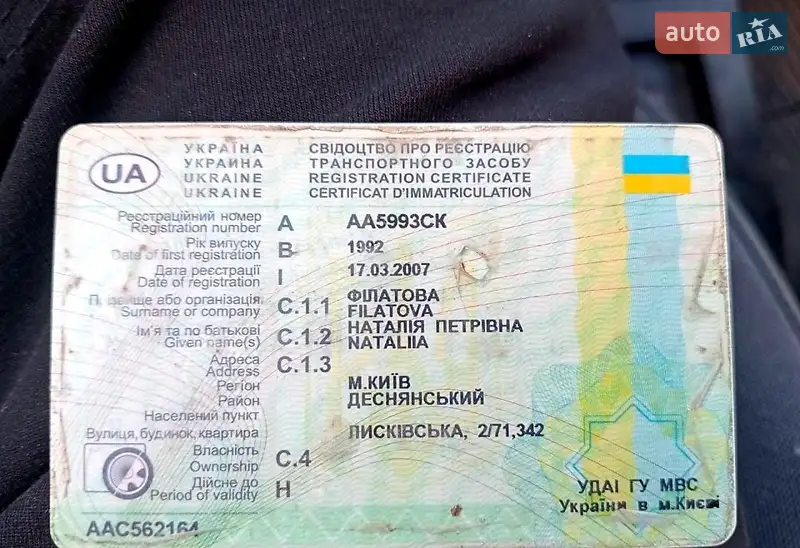 auto RIA .com
УКРАЇНА СВІДОЦТВО ПРО РЕЄСТРАЦІЮ
УКРАИНА ТРАНСПОРТНОГО ЗАСОБУ
UKRAINE REGISTRATION CERTIFICATE
UKRAINE CERTIFICAT D'IMMATRICULATION
UA
Реєстраційний номер
Registration number A AA5993CK
Рік випуску
Date of first registration B 1992
Дата реєстрації
Date of registration I 17.03.2007
або організація ФІЛАТОВА
Surname or company C.1.1 FILATOVA
Ім'я та по батькові НАТАЛІЯ ПЕТРІВНА
Given name(s) C.1.2 NATALIIA
Адреса
Address C.1.3
Регіон М.КИЇВ
Район ДЕСНЯНСЬКИЙ
Населений пункт
Вулиця, будинок, квартира ЛИСКІВСЬКА, 2/71,342
Власність
Ownership C.4
Дійсне до
Period of validity H
УДАІ ГУ МВС
України в м.Києві
ААС562164